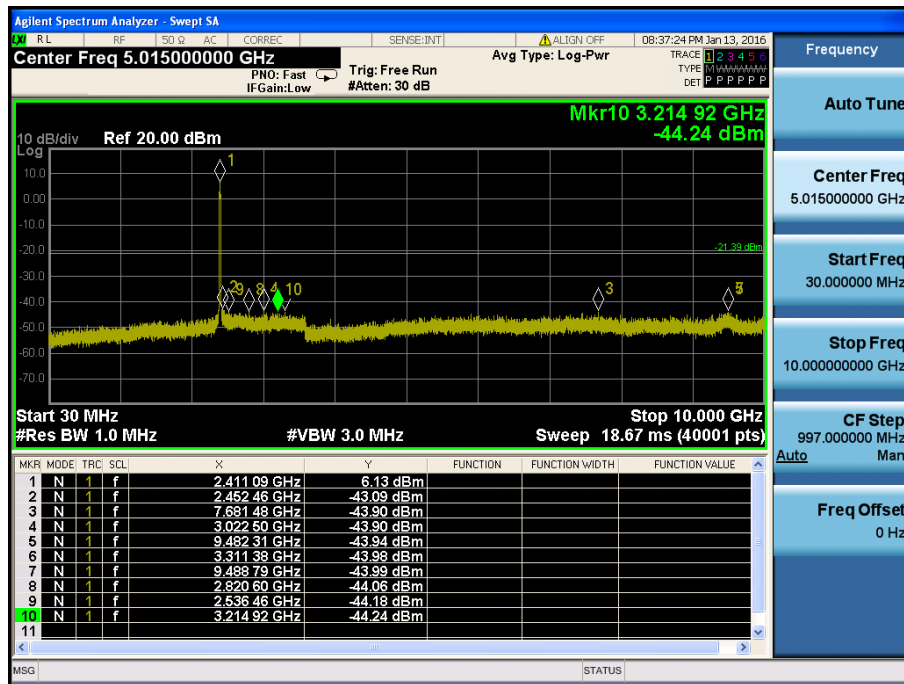 Agilent Spectrum Analyzer - Swept SA
LXI RL RF 50 Ω AC CORREC SENSE:INT ALIGN OFF 08:37:24 PM Jan 13, 2016
Center Freq 5.015000000 GHz
PNO: Fast
IFGain:Low
Trig: Free Run
#Atten: 30 dB
Avg Type: Log-Pwr
TRACE 1 2 3 4 5 6
TYPE MWWWWW
DET P P P P P P
Mkr10 3.214 92 GHz
-44.24 dBm
10 dB/div Ref 20.00 dBm
Log
10.0
0.00
-10.0
-20.0
-30.0
-40.0
-50.0
-60.0
-70.0
-21.39 dBm
1
2 9 8 4 10 3
Start 30 MHz Stop 10.000 GHz
#Res BW 1.0 MHz #VBW 3.0 MHz Sweep 18.67 ms (40001 pts)
MKR MODE TRC SCL X Y FUNCTION FUNCTION WIDTH FUNCTION VALUE
1 N 1 f 2.411 09 GHz 6.13 dBm
2 N 1 f 2.452 46 GHz -43.09 dBm
3 N 1 f 7.681 48 GHz -43.90 dBm
4 N 1 f 3.022 50 GHz -43.90 dBm
5 N 1 f 9.482 31 GHz -43.94 dBm
6 N 1 f 3.311 38 GHz -43.98 dBm
7 N 1 f 9.488 79 GHz -43.99 dBm
8 N 1 f 2.820 60 GHz -44.06 dBm
9 N 1 f 2.536 46 GHz -44.18 dBm
10 N 1 f 3.214 92 GHz -44.24 dBm
11
MSG STATUS
Frequency
Auto Tune
Center Freq
5.015000000 GHz
Start Freq
30.000000 MHz
Stop Freq
10.000000000 GHz
CF Step
997.000000 MHz
Auto Man
Freq Offset
0 Hz